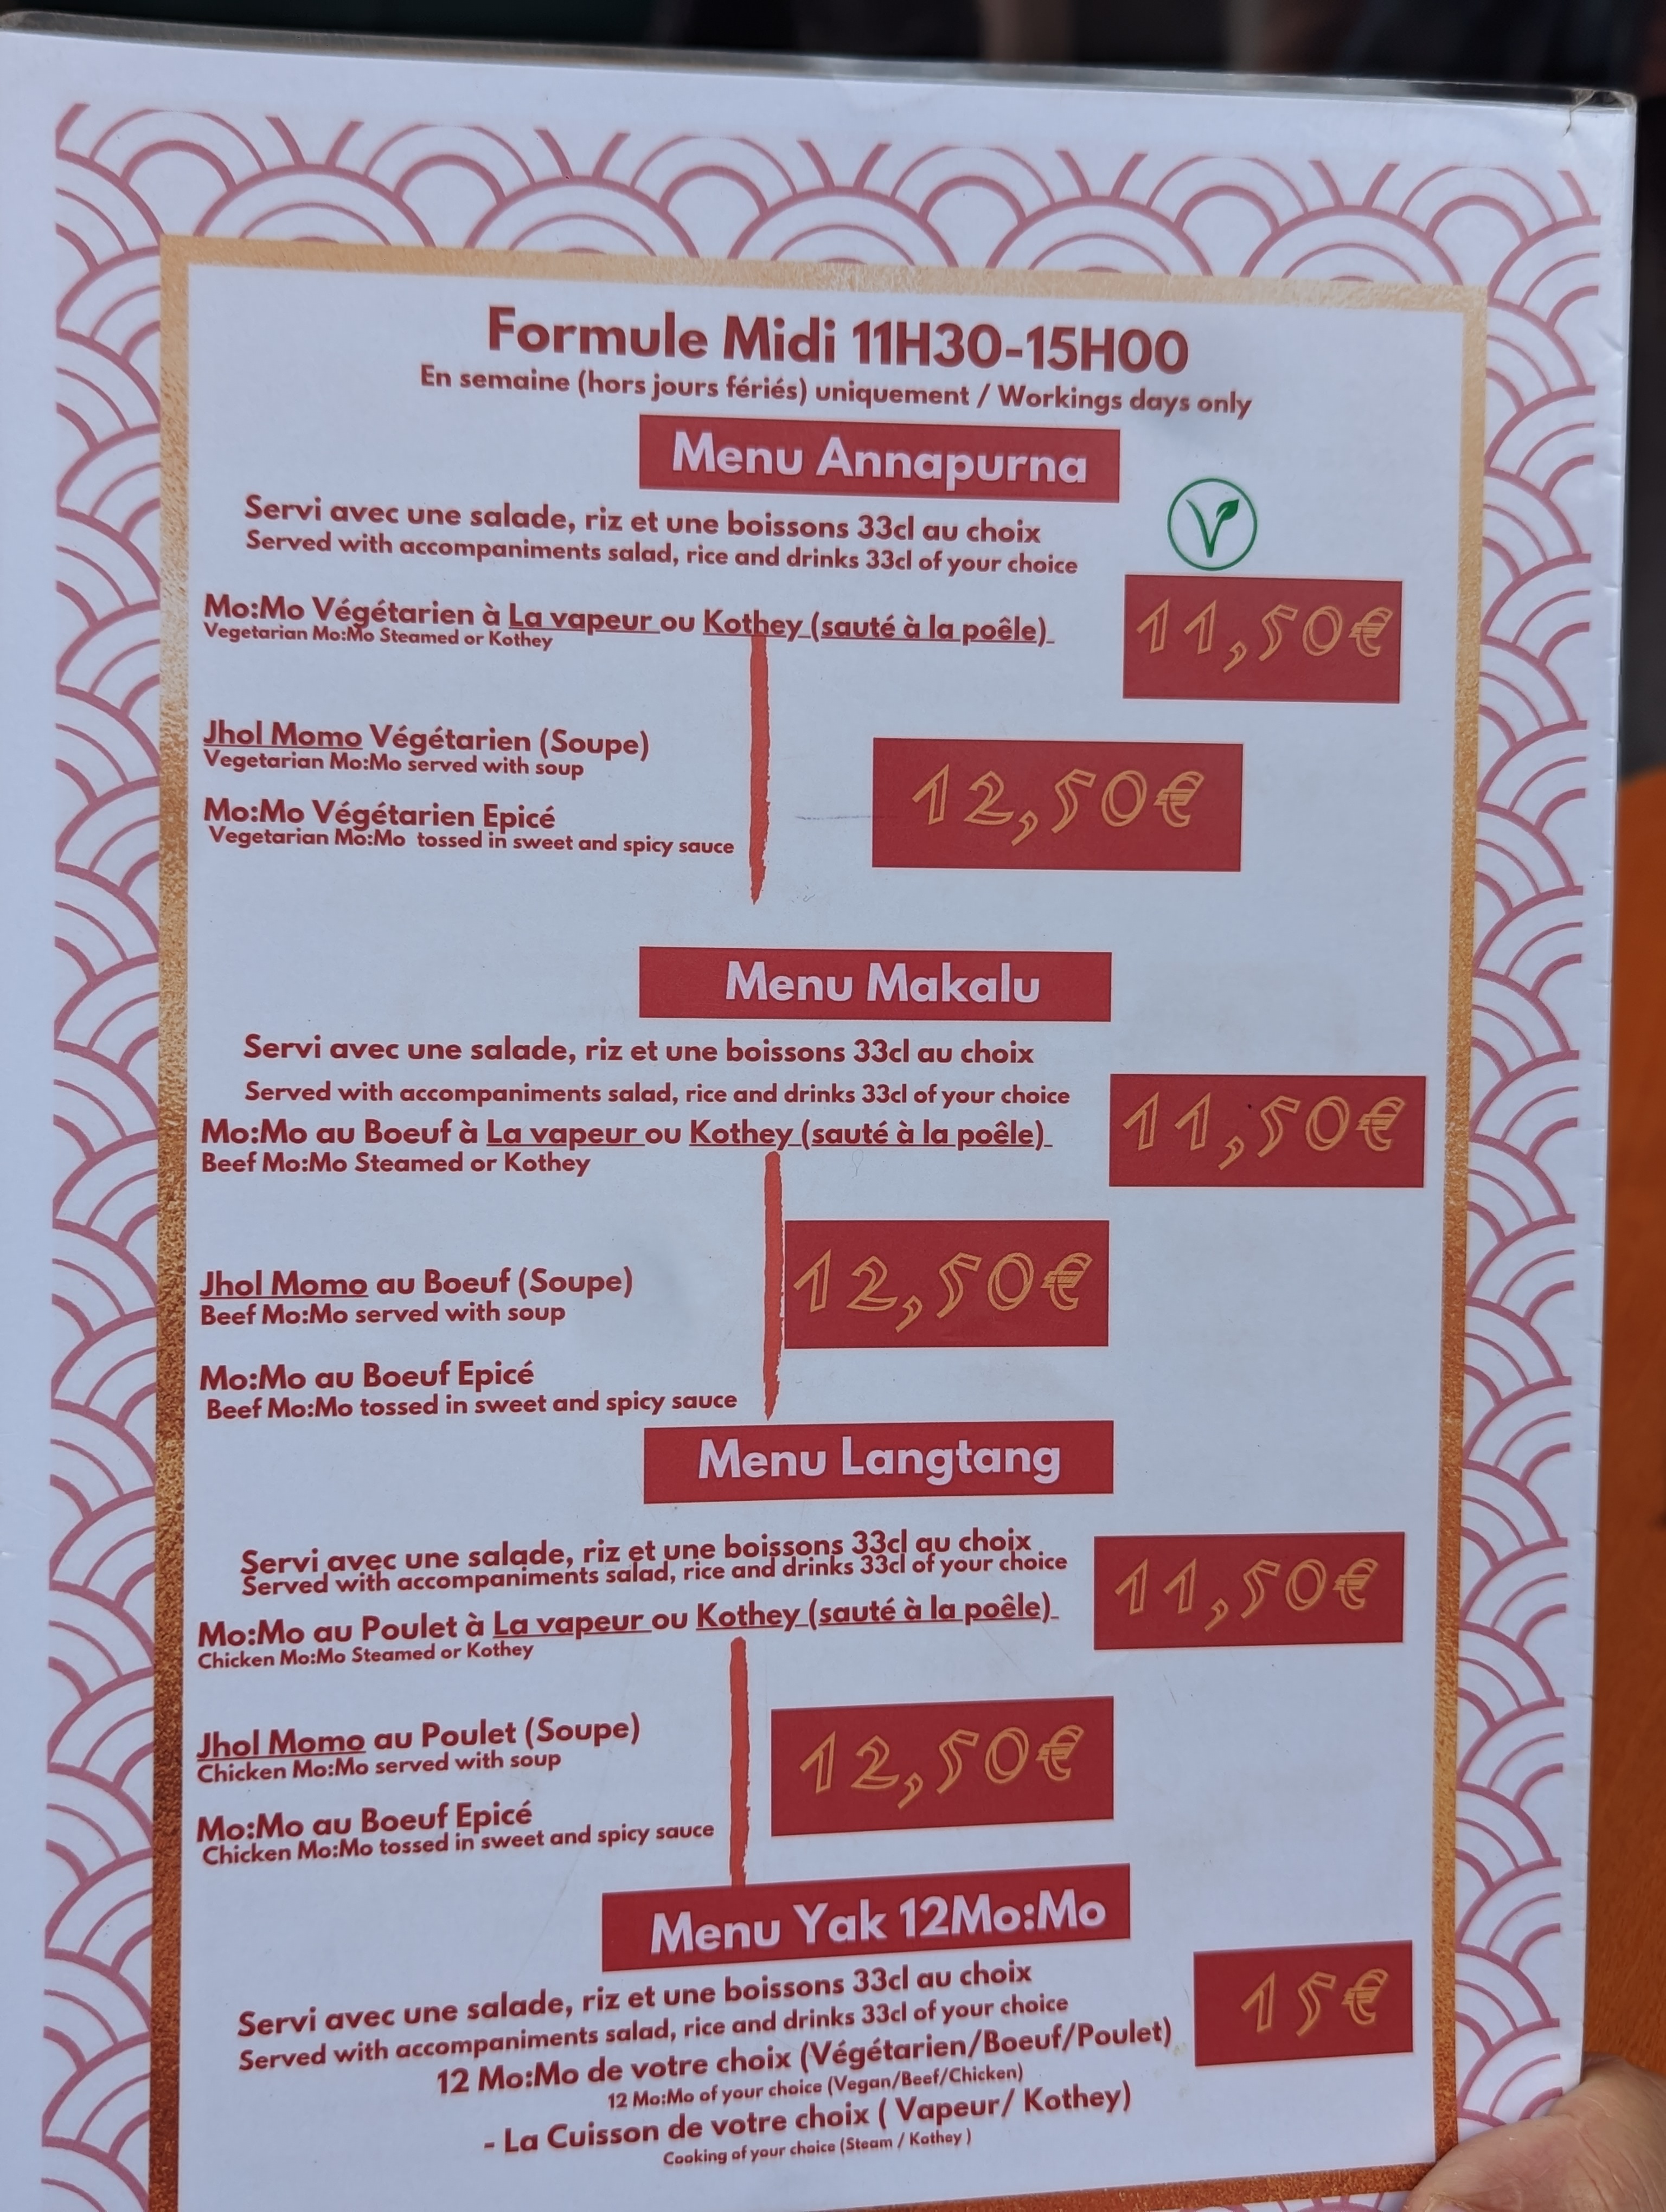 Formule Midi 11H30-15H00
En semaine (hors jours fériés) uniquement / Workings days only
Menu Annapurna
Servi avec une salade, riz et une boissons 33cl au choix
Served with accompaniments salad, rice and drinks 33cl of your choice
Mo:Mo Végétarien à La vapeur ou Kothey (sauté à la poêle)
Vegetarian Mo:Mo Steamed or Kothey
11,50€
Jhol Momo Végétarien (Soupe)
Vegetarian Mo:Mo served with soup
12,50€
Mo:Mo Végétarien Epicé
Vegetarian Mo:Mo tossed in sweet and spicy sauce
Menu Makalu
Servi avec une salade, riz et une boissons 33cl au choix
Served with accompaniments salad, rice and drinks 33cl of your choice
Mo:Mo au Boeuf à La vapeur ou Kothey (sauté à la poêle)
Beef Mo:Mo Steamed or Kothey
11,50€
Jhol Momo au Boeuf (Soupe)
Beef Mo:Mo served with soup
12,50€
Mo:Mo au Boeuf Epicé
Beef Mo:Mo tossed in sweet and spicy sauce
Menu Langtang
Servi avec une salade, riz et une boissons 33cl au choix
Served with accompaniments salad, rice and drinks 33cl of your choice
Mo:Mo au Poulet à La vapeur ou Kothey (sauté à la poêle)
Chicken Mo:Mo Steamed or Kothey
11,50€
Jhol Momo au Poulet (Soupe)
Chicken Mo:Mo served with soup
12,50€
Mo:Mo au Boeuf Epicé
Chicken Mo:Mo tossed in sweet and spicy sauce
Menu Yak 12Mo:Mo
Servi avec une salade, riz et une boissons 33cl au choix
Served with accompaniments salad, rice and drinks 33cl of your choice
15€
12 Mo:Mo de votre choix (Végétarien/Boeuf/Poulet)
12 Mo:Mo of your choice (Vegan/Beef/Chicken)
- La Cuisson de votre choix ( Vapeur/ Kothey)
Cooking of your choice (Steam / Kothey )